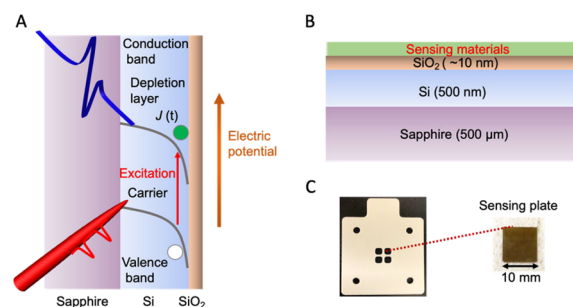 A
Conduction
band
Depletion
layer
J (t)
Excitation
Carrier
Valence
band
Sapphire
Si
SiO2
Electric
potential
B
Sensing materials
SiO2 ( ~10 nm)
Si (500 nm)
Sapphire (500 μm)
C
Sensing plate
10 mm